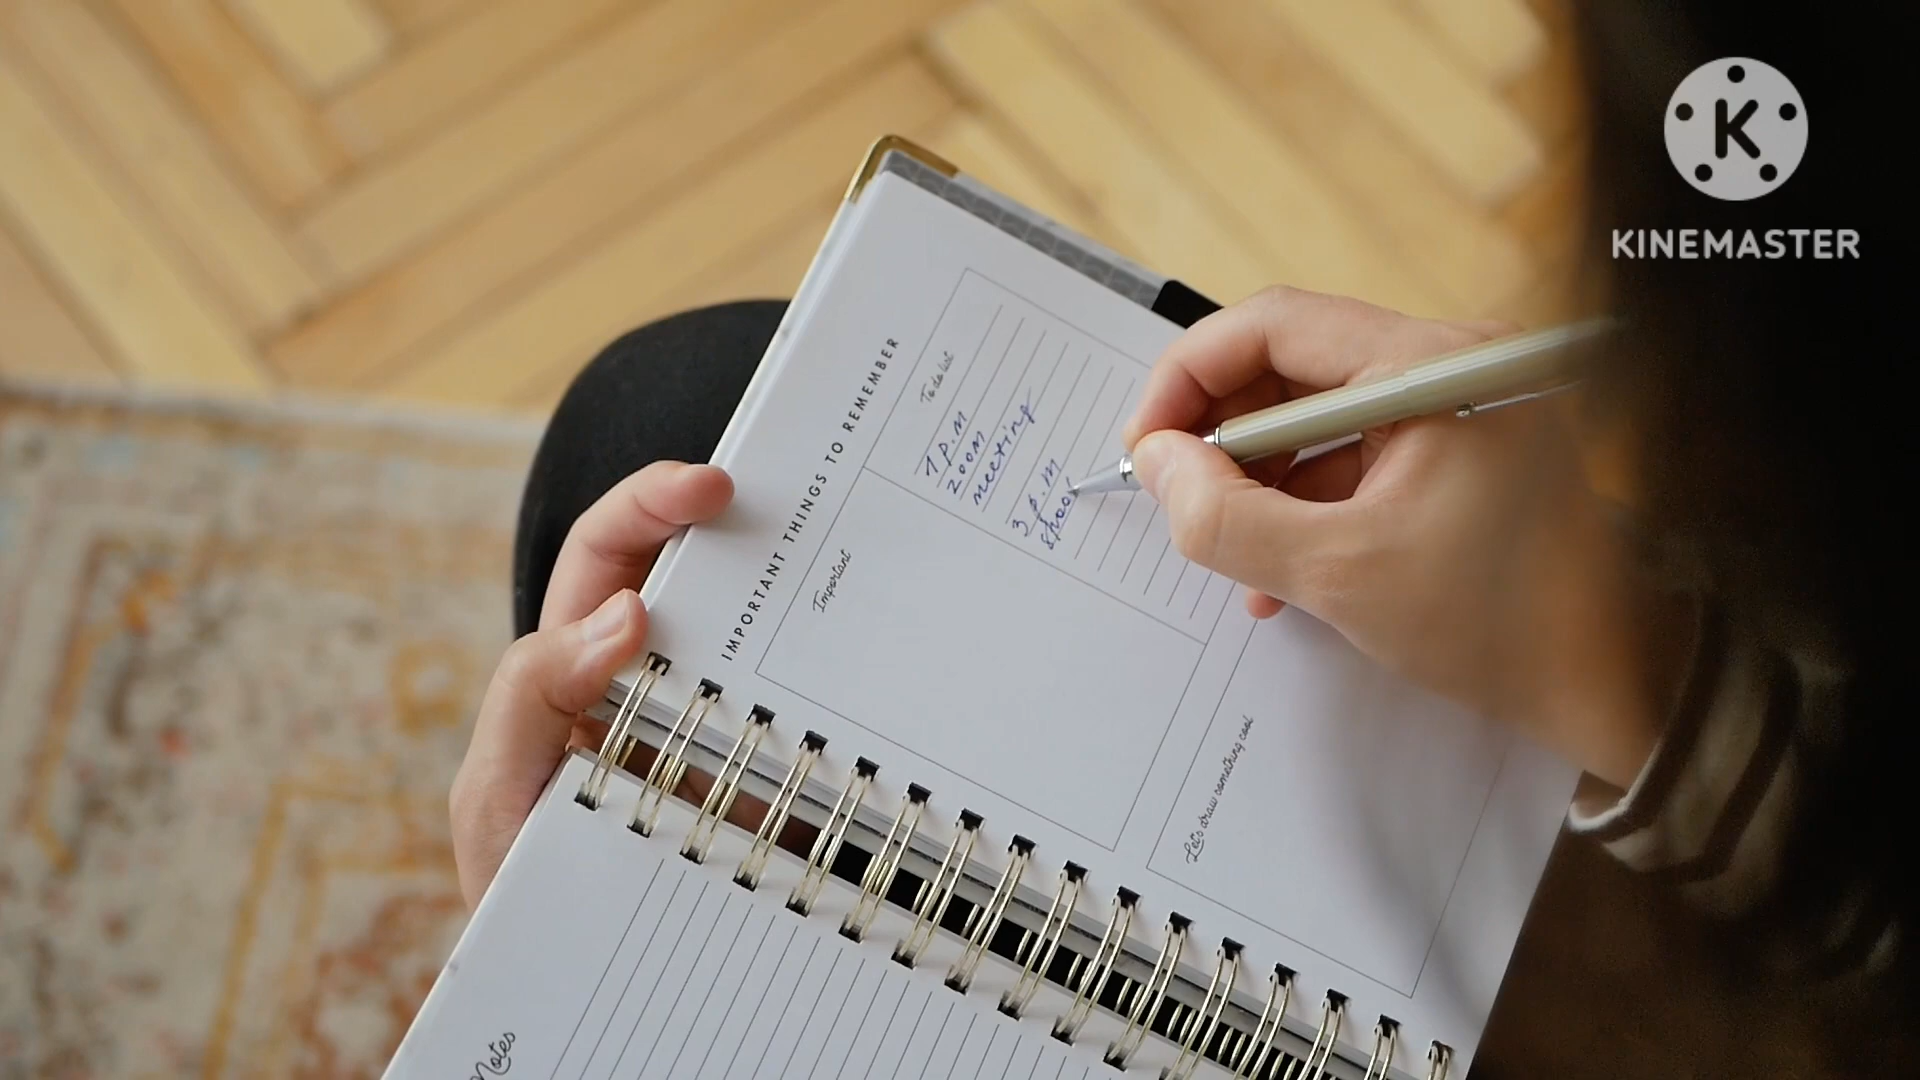 KINEMASTER
IMPORTANT THINGS TO REMEMBER
To do list
1 p.m
zoom
meeting
3 p.m
Important
Let's draw something cool
Notes